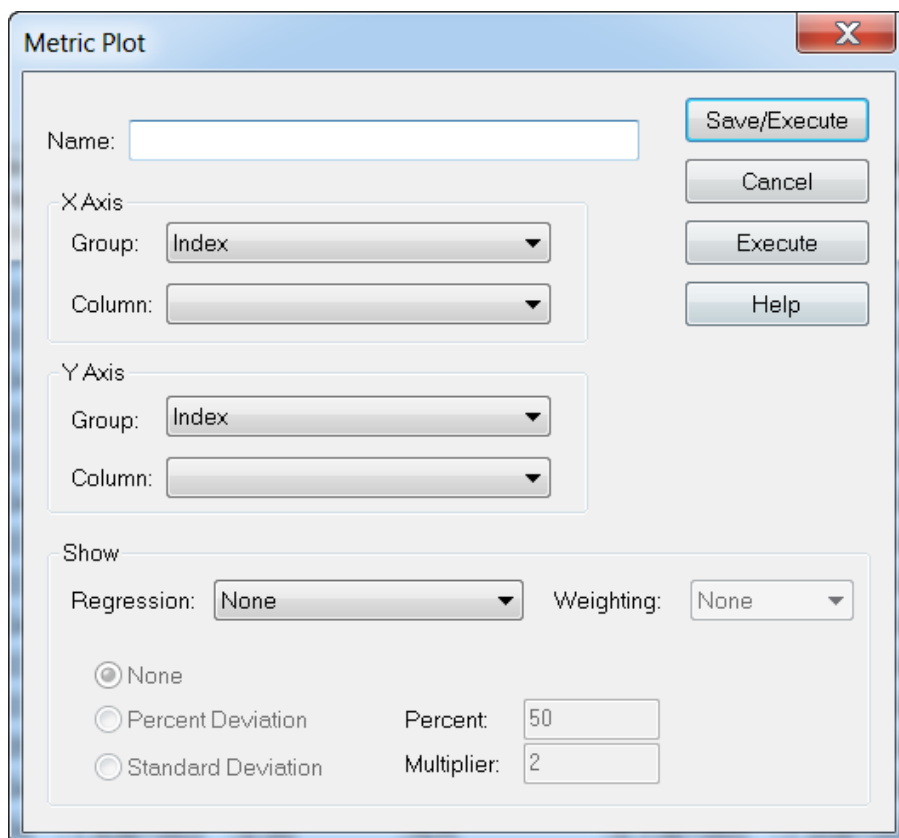 Metric Plot
Name:
Save/Execute
Cancel
Execute
Help
X Axis
Group: Index
Column:
Y Axis
Group: Index
Column:
Show
Regression: None Weighting: None
None
Percent Deviation Percent: 50
Standard Deviation Multiplier: 2